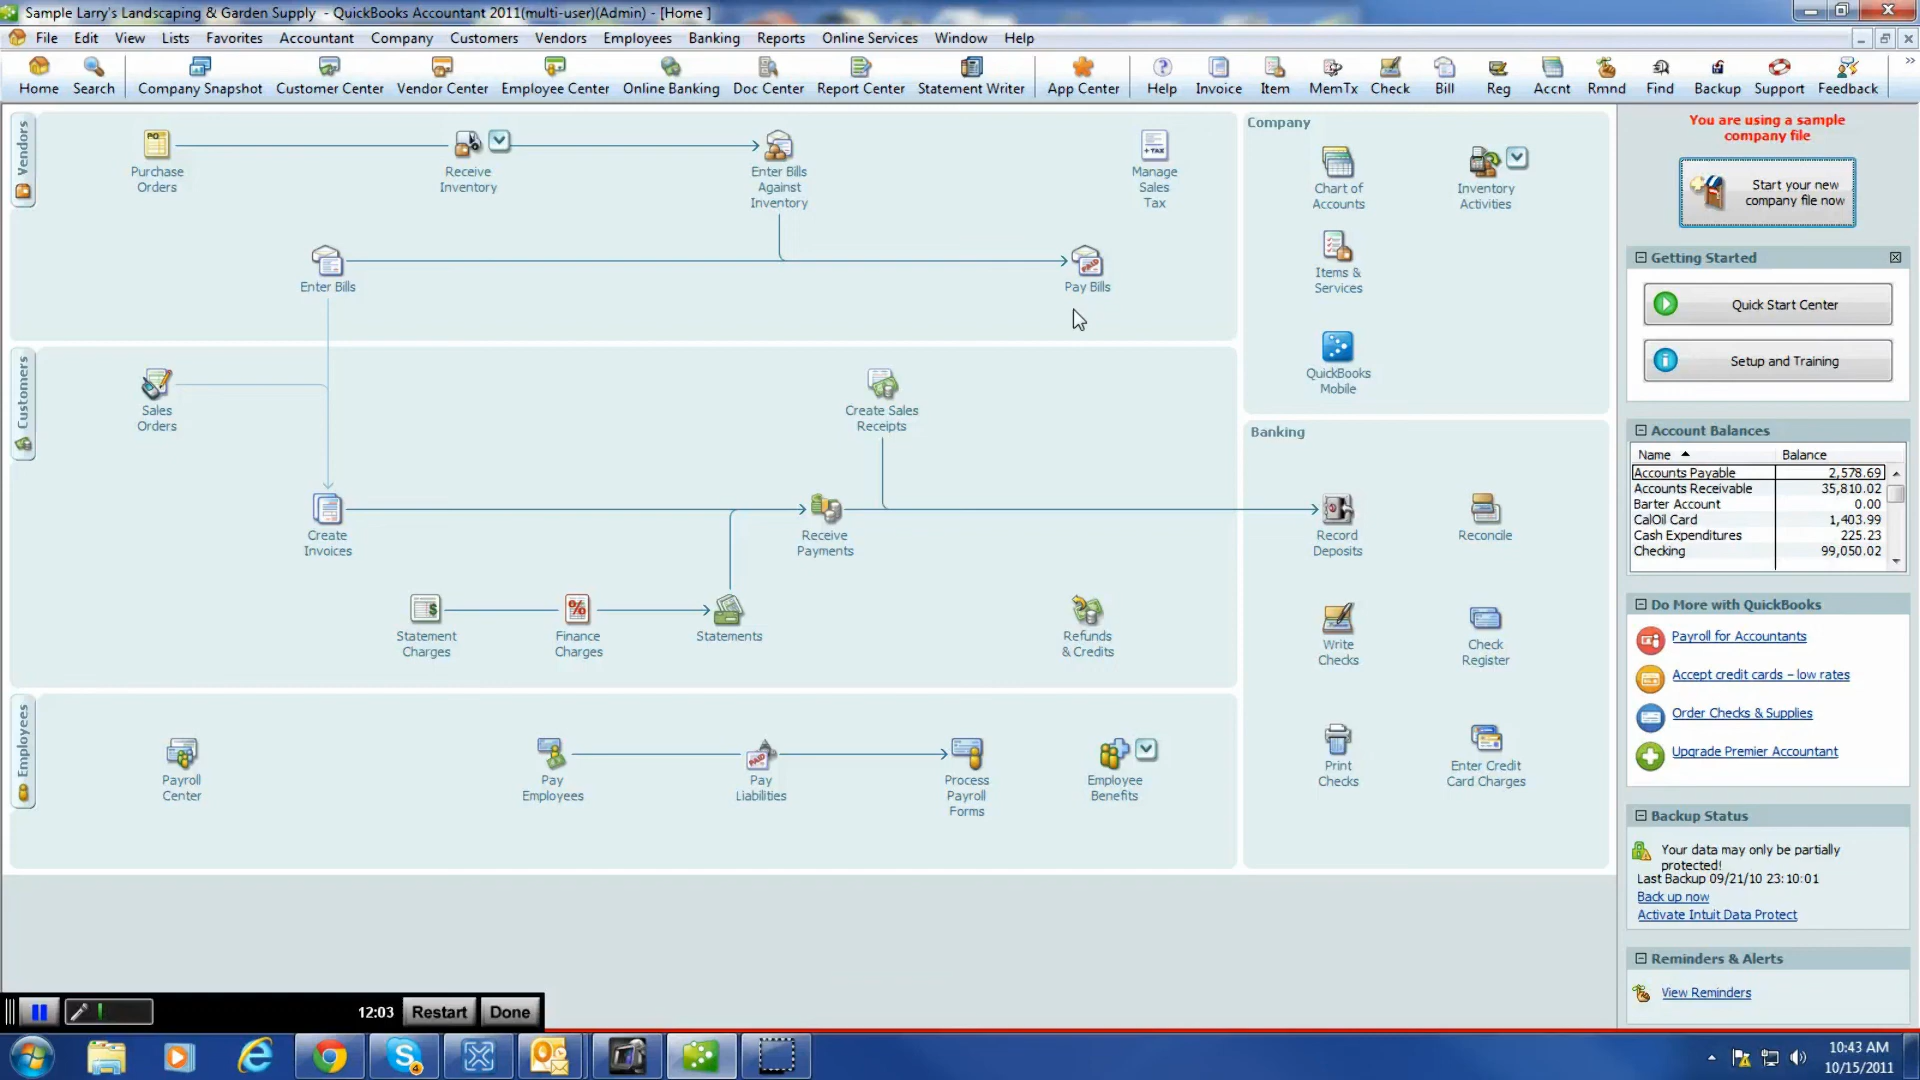 Sample Larry's Landscaping & Garden Supply - QuickBooks Accountant 2011(multi-user)(Admin) - [Home ]
File Edit View Lists Favorites Accountant Company Customers Vendors Employees Banking Reports Online Services Window Help
Home Search Company Snapshot Customer Center Vendor Center Employee Center Online Banking Doc Center Report Center Statement Writer App Center Help Invoice Item MemTx Check Bill Reg Accnt Rmnd Find Backup Support Feedback
Vendors
PO
Purchase
Orders
Receive
Inventory
Enter Bills
Against
Inventory
+TAX
Manage
Sales
Tax
Enter Bills
PAID
Pay Bills
Customers
Sales
Orders
Create Sales
Receipts
Create
Invoices
Receive
Payments
Statement
Charges
Finance
Charges
Statements
Refunds
& Credits
Employees
Payroll
Center
Pay
Employees
PAID
Pay
Liabilities
Process
Payroll
Forms
Employee
Benefits
Company
Chart of
Accounts
Inventory
Activities
Items &
Services
QuickBooks
Mobile
Banking
Record
Deposits
Reconcile
Write
Checks
Check
Register
Print
Checks
Enter Credit
Card Charges
You are using a sample
company file
Start your new
company file now
Getting Started
Quick Start Center
Setup and Training
Account Balances
Name Balance
Accounts Payable 2,578.69
Accounts Receivable 35,810.02
Barter Account 0.00
CalOil Card 1,403.99
Cash Expenditures 225.23
Checking 99,050.02
Do More with QuickBooks
Payroll for Accountants
Accept credit cards – low rates
Order Checks & Supplies
Upgrade Premier Accountant
Backup Status
Your data may only be partially
protected!
Last Backup 09/21/10 23:10:01
Back up now
Activate Intuit Data Protect
Reminders & Alerts
View Reminders
12:03 Restart Done
4
10:43 AM
10/15/2011